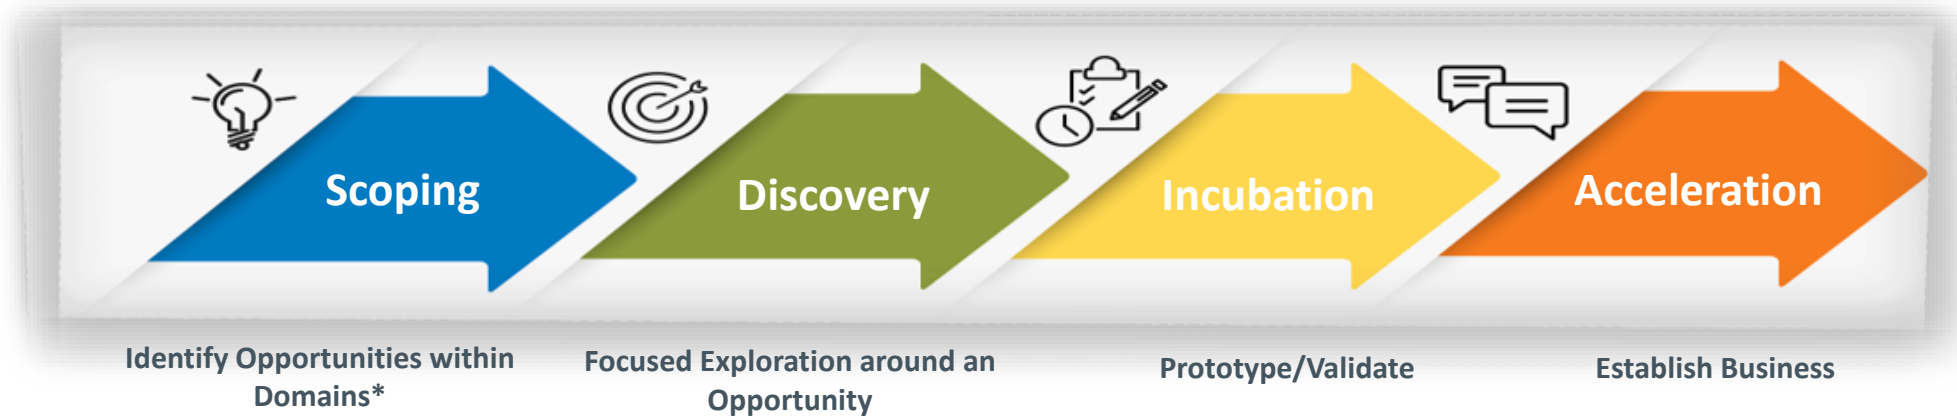 Scoping
Discovery
Incubation
Acceleration
Identify Opportunities within
Domains*
Focused Exploration around an
Opportunity
Prototype/Validate
Establish Business